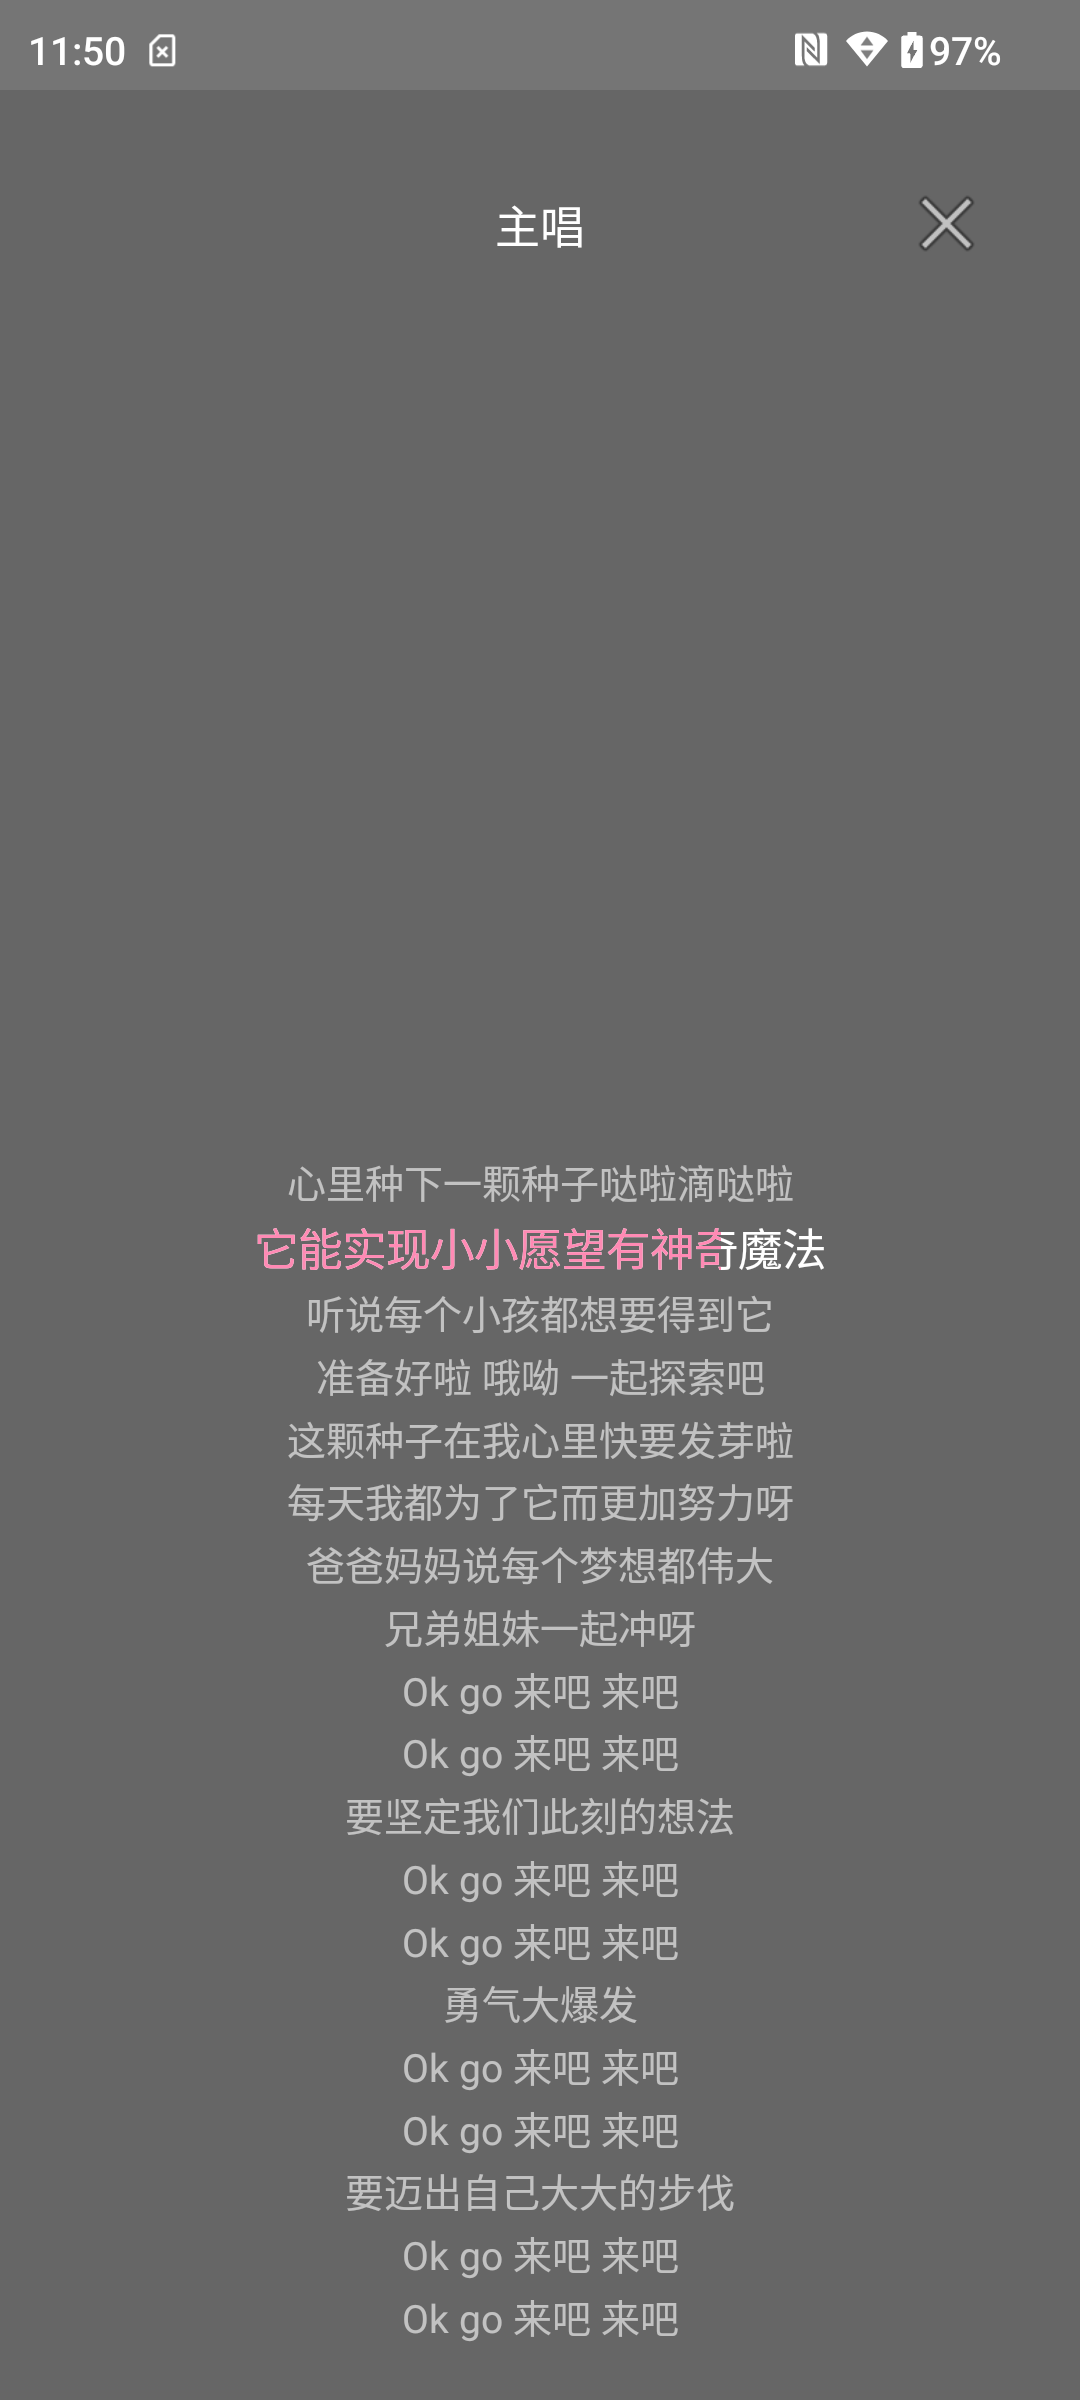 11:50 97%
主唱
心里种下一颗种子哒啦滴哒啦
它能实现小小愿望有神奇魔法
听说每个小孩都想要得到它
准备好啦 哦呦 一起探索吧
这颗种子在我心里快要发芽啦
每天我都为了它而更加努力呀
爸爸妈妈说每个梦想都伟大
兄弟姐妹一起冲呀
Ok go 来吧 来吧
Ok go 来吧 来吧
要坚定我们此刻的想法
Ok go 来吧 来吧
Ok go 来吧 来吧
勇气大爆发
Ok go 来吧 来吧
Ok go 来吧 来吧
要迈出自己大大的步伐
Ok go 来吧 来吧
Ok go 来吧 来吧